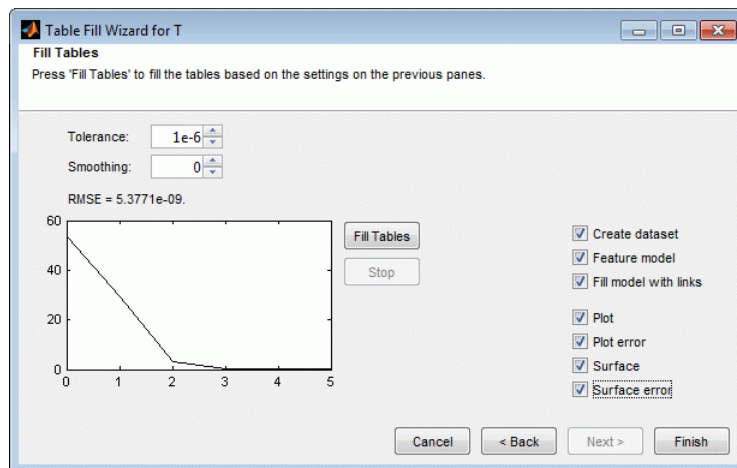 Table Fill Wizard for T
Fill Tables
Press 'Fill Tables' to fill the tables based on the settings on the previous panes.
Tolerance: 1e-6
Smoothing: 0
RMSE = 5.3771e-09.
60
40
20
0
0 1 2 3 4 5
Fill Tables
Stop
Create dataset
Feature model
Fill model with links
Plot
Plot error
Surface
Surface error
Cancel < Back Next > Finish